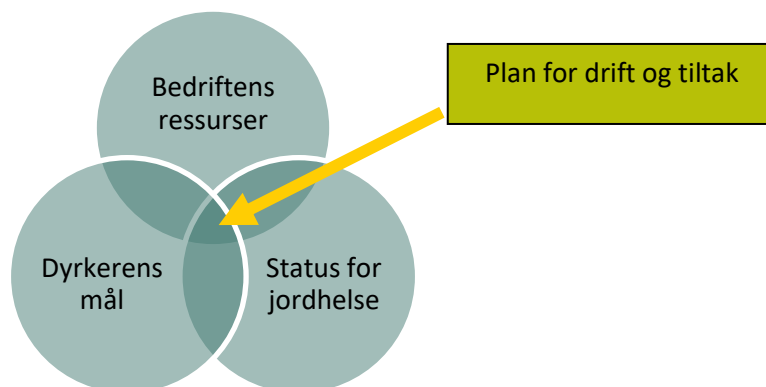 Bedriftens
ressurser
Plan for drift og tiltak
Dyrkerens
mål
Status for
jordhelse